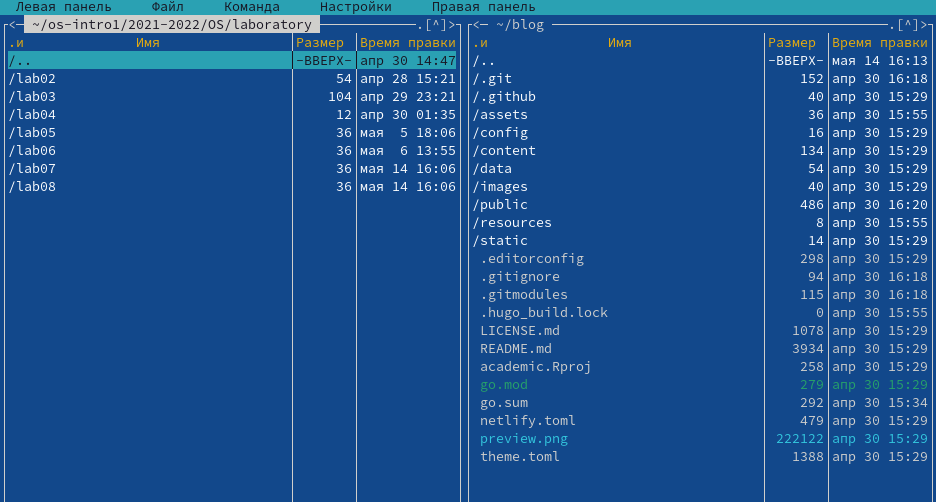 Левая панель Файл Команда Настройки Правая панель
<─ ~/os-intro1/2021-2022/OS/laboratory .[^]>
.и Имя Размер Время правки
/.. -ВВЕРХ- апр 30 14:47
/lab02 54 апр 28 15:21
/lab03 104 апр 29 23:21
/lab04 12 апр 30 01:35
/lab05 36 мая 5 18:06
/lab06 36 мая 6 13:55
/lab07 36 мая 14 16:06
/lab08 36 мая 14 16:06
<─ ~/blog .[^]>
.и Имя Размер Время правки
/.. -ВВЕРХ- мая 14 16:13
/.git 152 апр 30 16:18
/.github 40 апр 30 15:29
/assets 36 апр 30 15:55
/config 16 апр 30 15:29
/content 134 апр 30 15:29
/data 54 апр 30 15:29
/images 40 апр 30 15:29
/public 486 апр 30 16:20
/resources 8 апр 30 15:55
/static 14 апр 30 15:29
.editorconfig 298 апр 30 15:29
.gitignore 94 апр 30 16:18
.gitmodules 115 апр 30 16:18
.hugo_build.lock 0 апр 30 15:55
LICENSE.md 1078 апр 30 15:29
README.md 3934 апр 30 15:29
academic.Rproj 258 апр 30 15:29
go.mod 279 апр 30 15:29
go.sum 292 апр 30 15:34
netlify.toml 479 апр 30 15:29
preview.png 222122 апр 30 15:29
theme.toml 1388 апр 30 15:29